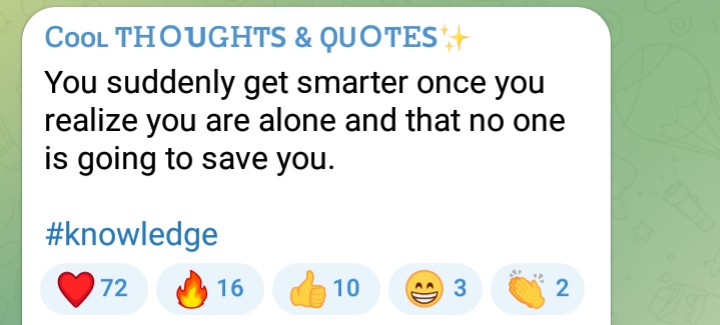 Cool THOUGHTS & QUOTES✨
You suddenly get smarter once you
realize you are alone and that no one
is going to save you.
#knowledge
❤️ 72 🔥 16 👍 10 😁 3 👏 2